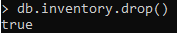 > db.inventory.drop()
true